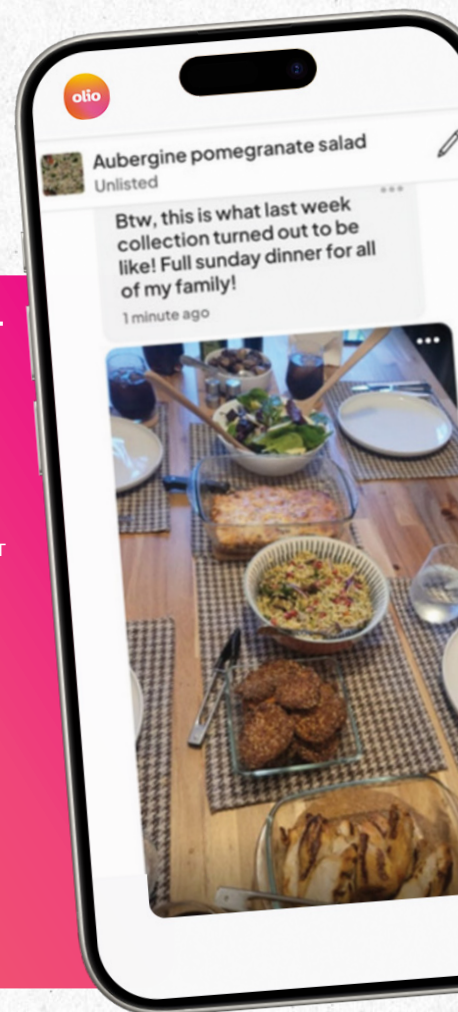 olio
Aubergine pomegranate salad
Unlisted
Btw, this is what last week
collection turned out to be
like! Full sunday dinner for all
of my family!
1 minute ago
T